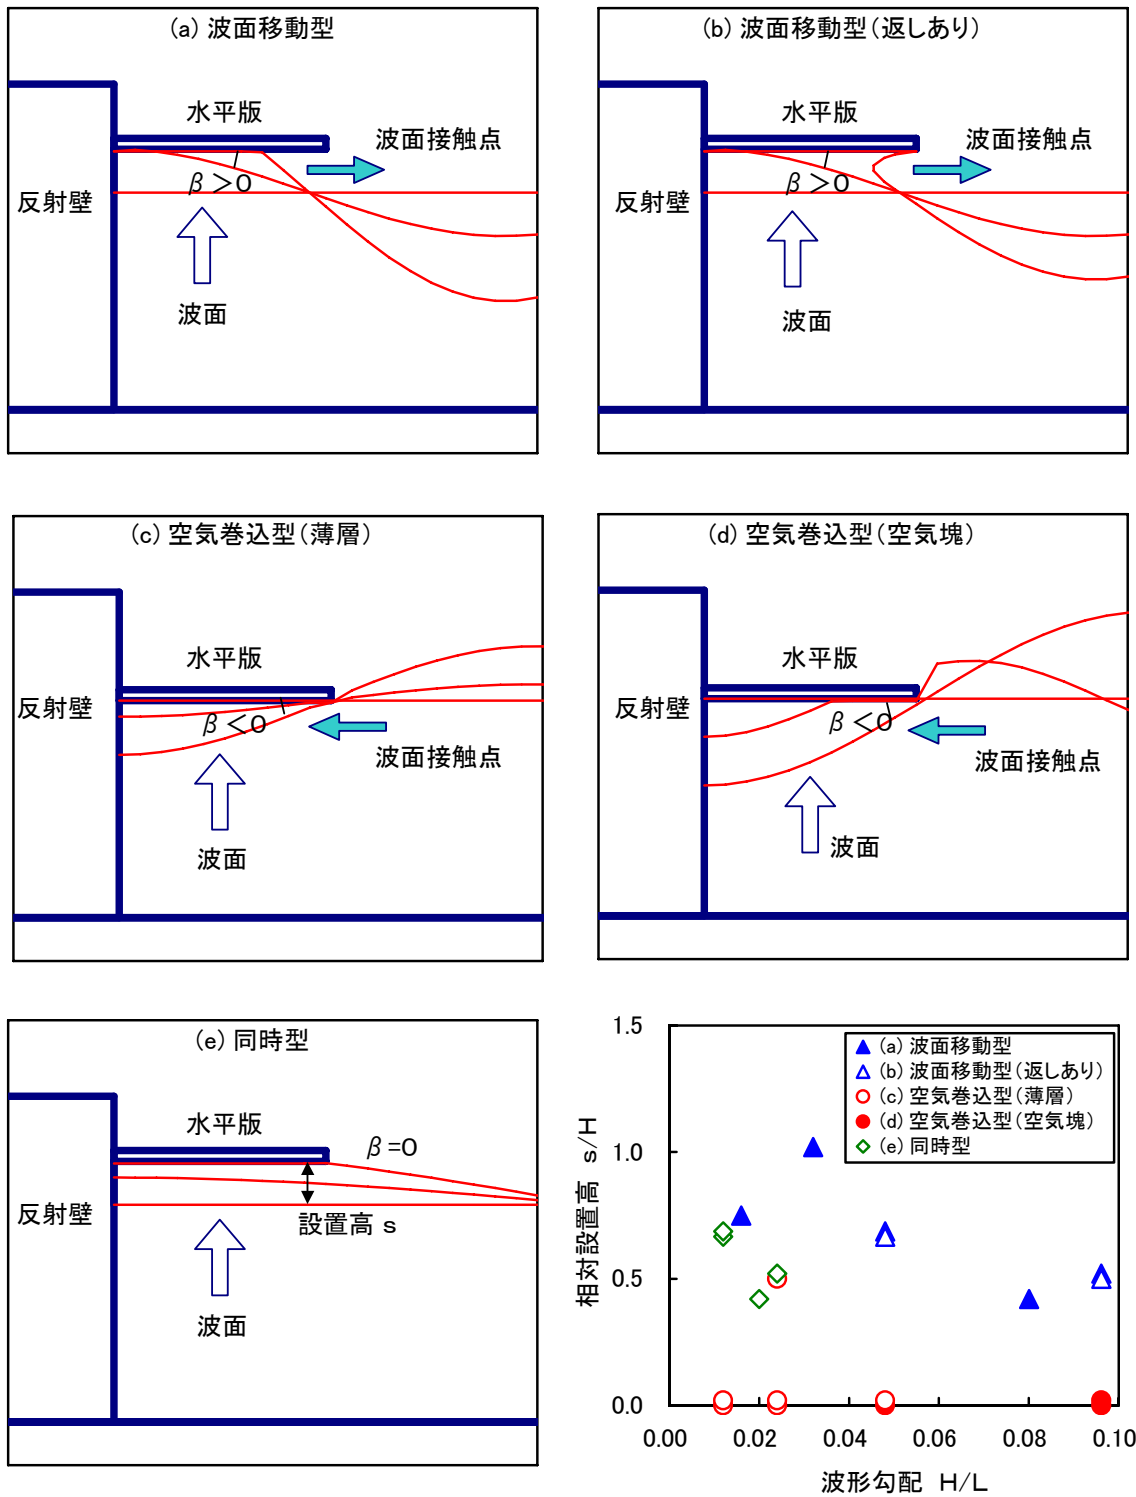 (a) 波面移動型
水平版
波面接触点
β＞0
反射壁
波面
(b) 波面移動型(返しあり)
水平版
波面接触点
β＞0
反射壁
波面
(c) 空気巻込型(薄層)
水平版
反射壁
β＜0
波面接触点
波面
(d) 空気巻込型(空気塊)
水平版
反射壁
β＜0
波面接触点
波面
(e) 同時型
水平版
β=0
反射壁
設置高 s
波面
1.5
1.0
0.5
0.0
相対設置高 s/H
(a) 波面移動型
(b) 波面移動型(返しあり)
(c) 空気巻込型(薄層)
(d) 空気巻込型(空気塊)
(e) 同時型
0.00 0.02 0.04 0.06 0.08 0.10
波形勾配 H/L